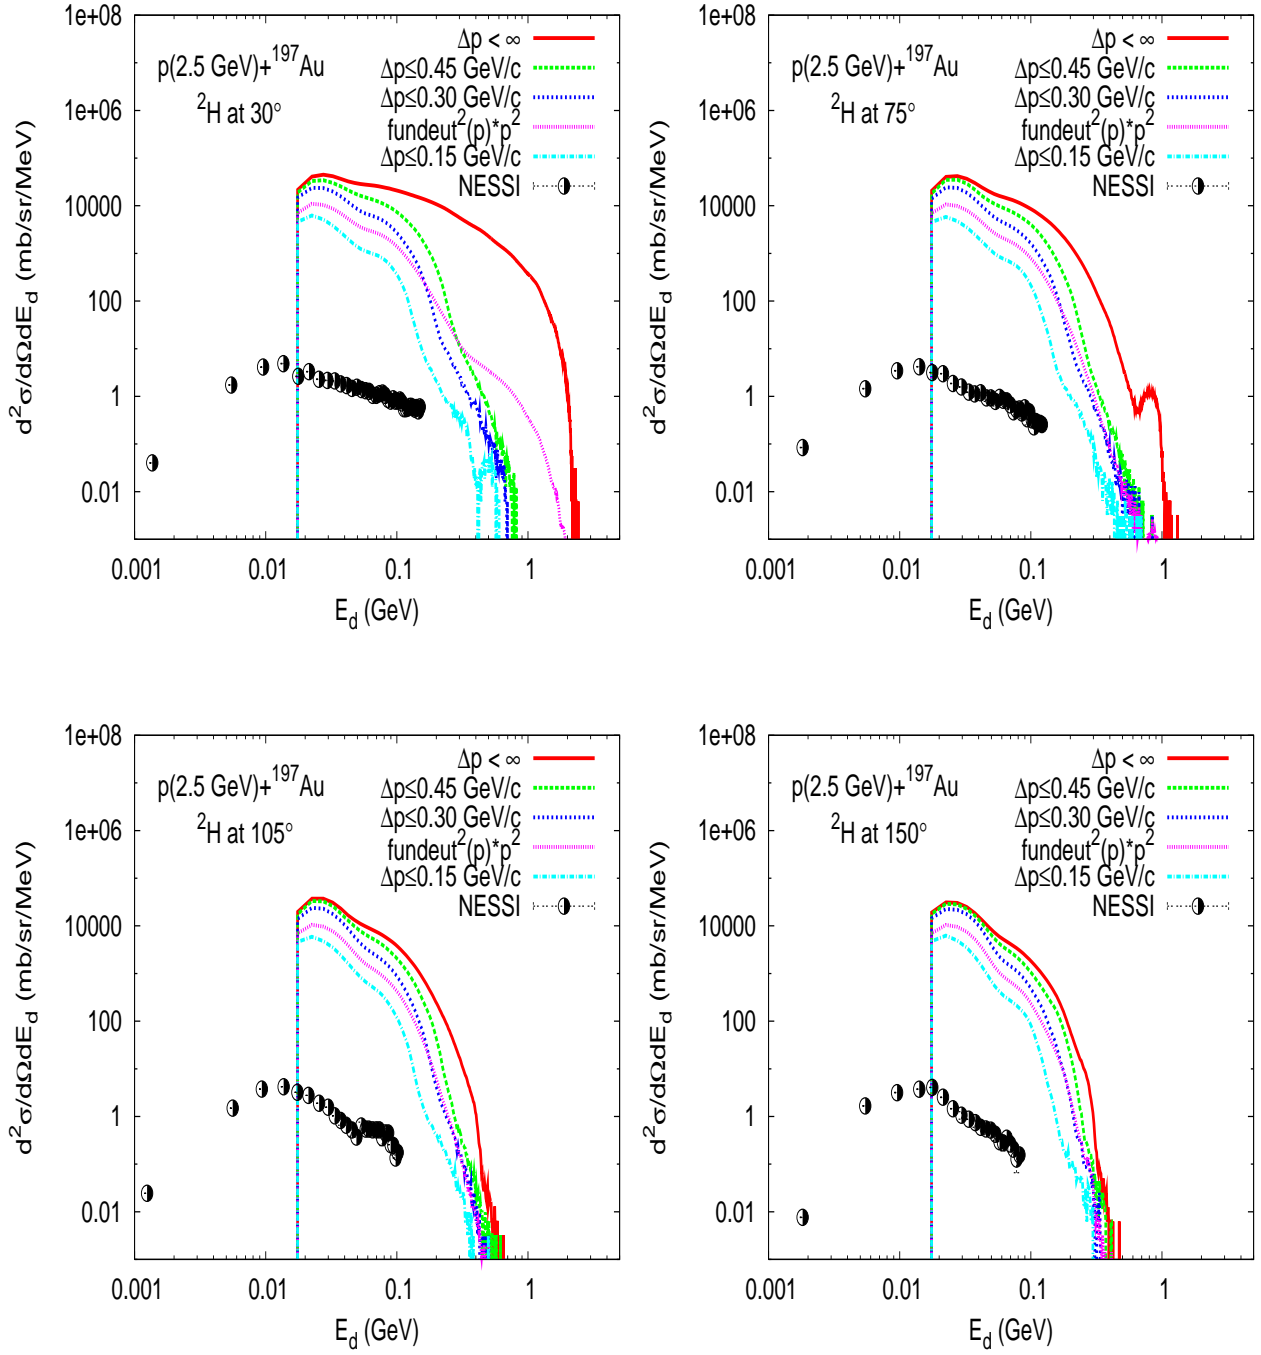 1e+08
1e+06
10000
100
1
0.01
d²σ/dΩdE_d (mb/sr/MeV)
p(2.5 GeV)+¹⁹⁷Au
²H at 30°
Δp < ∞
Δp≤0.45 GeV/c
Δp≤0.30 GeV/c
fundeut²(p)*p²
Δp≤0.15 GeV/c
NESSI
0.001 0.01 0.1 1
E_d (GeV)
1e+08
1e+06
10000
100
1
0.01
d²σ/dΩdE_d (mb/sr/MeV)
p(2.5 GeV)+¹⁹⁷Au
²H at 75°
Δp < ∞
Δp≤0.45 GeV/c
Δp≤0.30 GeV/c
fundeut²(p)*p²
Δp≤0.15 GeV/c
NESSI
0.001 0.01 0.1 1
E_d (GeV)
1e+08
1e+06
10000
100
1
0.01
d²σ/dΩdE_d (mb/sr/MeV)
p(2.5 GeV)+¹⁹⁷Au
²H at 105°
Δp < ∞
Δp≤0.45 GeV/c
Δp≤0.30 GeV/c
fundeut²(p)*p²
Δp≤0.15 GeV/c
NESSI
0.001 0.01 0.1 1
E_d (GeV)
1e+08
1e+06
10000
100
1
0.01
d²σ/dΩdE_d (mb/sr/MeV)
p(2.5 GeV)+¹⁹⁷Au
²H at 150°
Δp < ∞
Δp≤0.45 GeV/c
Δp≤0.30 GeV/c
fundeut²(p)*p²
Δp≤0.15 GeV/c
NESSI
0.001 0.01 0.1 1
E_d (GeV)